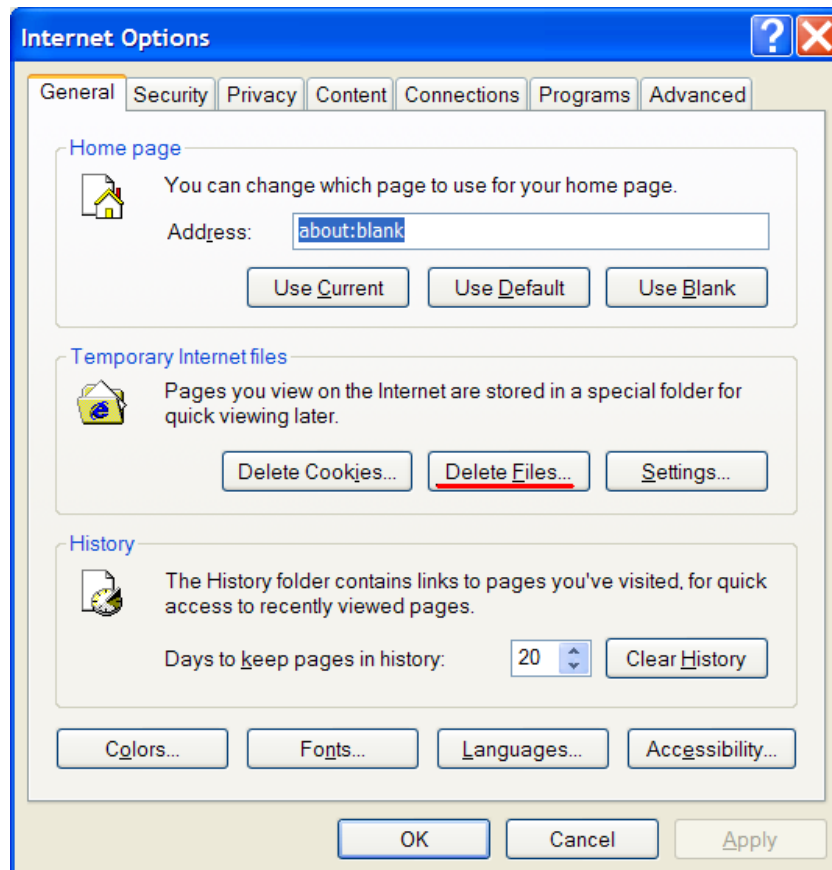 Internet Options
General Security Privacy Content Connections Programs Advanced
Home page
You can change which page to use for your home page.
Address: about:blank
Use Current Use Default Use Blank
Temporary Internet files
Pages you view on the Internet are stored in a special folder for
quick viewing later.
Delete Cookies... Delete Files... Settings...
History
The History folder contains links to pages you've visited, for quick
access to recently viewed pages.
Days to keep pages in history: 20 Clear History
Colors... Fonts... Languages... Accessibility...
OK Cancel Apply